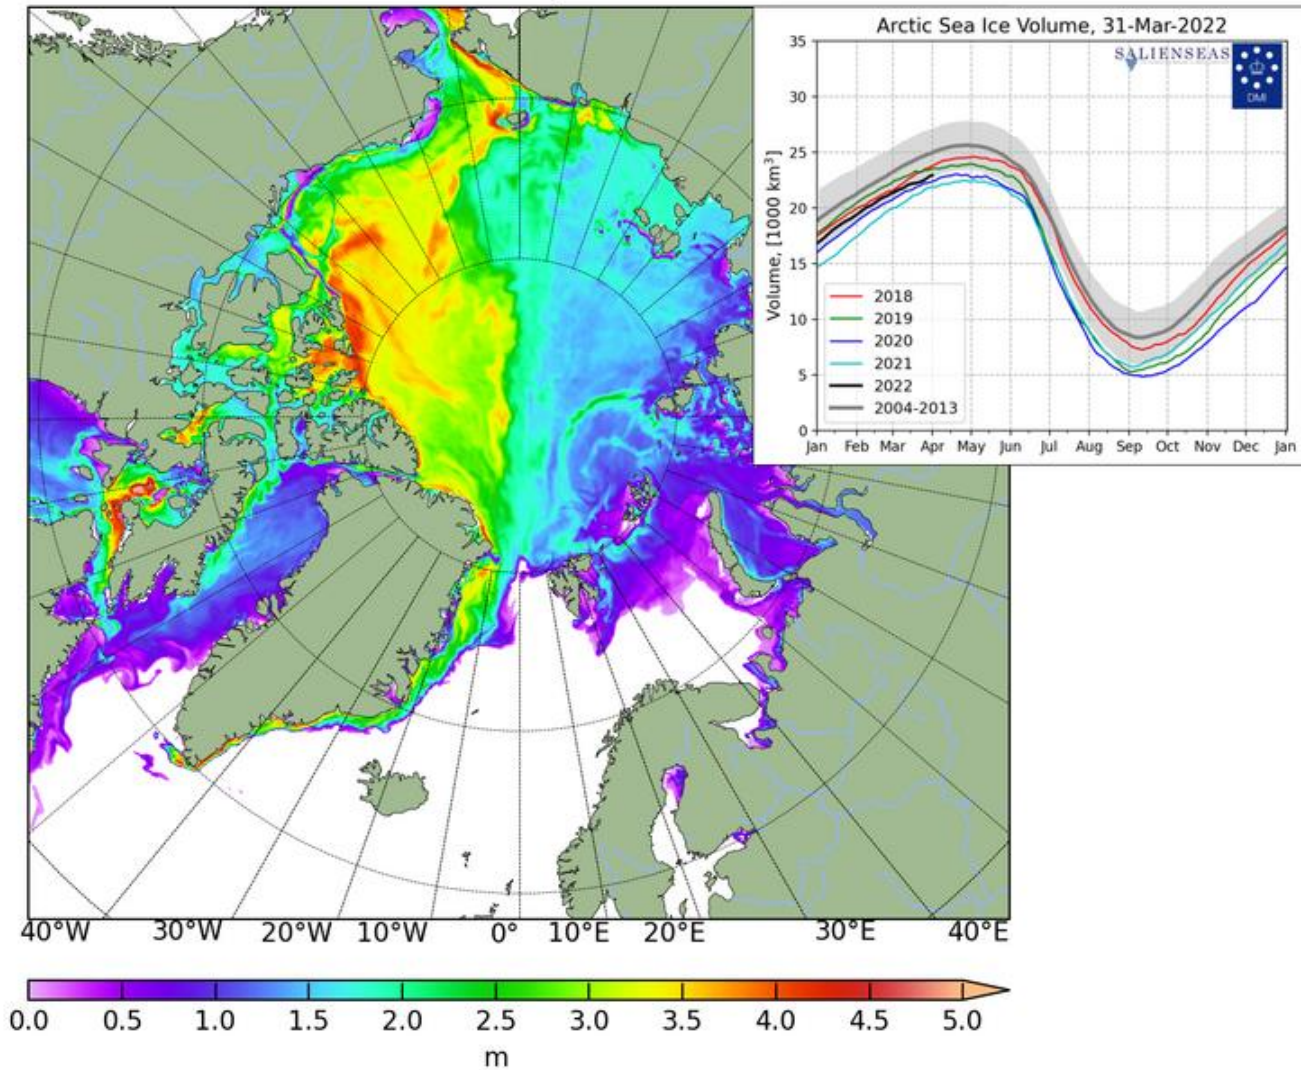 Arctic Sea Ice Volume, 31-Mar-2022
SALIENSEAS
DMI
35
30
25
20
15
10
5
0
Volume, [1000 km³]
2018
2019
2020
2021
2022
2004-2013
Jan Feb Mar Apr May Jun Jul Aug Sep Oct Nov Dec Jan
40°W 30°W 20°W 10°W 0° 10°E 20°E 30°E 40°E
0.0 0.5 1.0 1.5 2.0 2.5 3.0 3.5 4.0 4.5 5.0
m